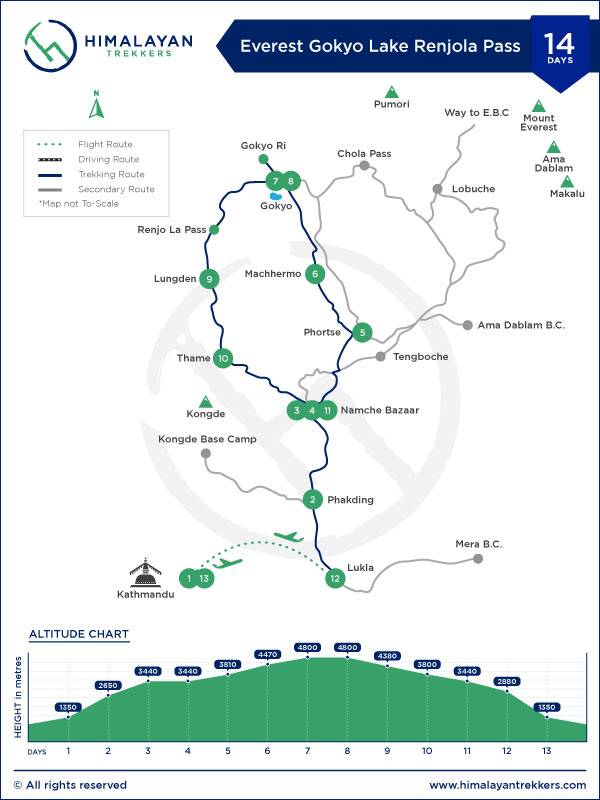 HIMALAYAN
TREKKERS
Everest Gokyo Lake Renjola Pass
14
DAYS
N
Flight Route
Driving Route
Trekking Route
Secondary Route
*Map not To-Scale
Pumori
Way to E.B.C
Mount
Everest
Ama
Dablam
Makalu
Gokyo Ri
Chola Pass
Lobuche
7 8
Gokyo
Renjo La Pass
Lungden 9
Machhermo 6
Phortse 5
Ama Dablam B.C.
Thame 10
Tengboche
Kongde
3 4 11 Namche Bazaar
Kongde Base Camp
2 Phakding
Mera B.C.
Lukla
12
1 13
Kathmandu
ALTITUDE CHART
HEIGHT in metres
1350 2650 3440 3440 3810 4470 4800 4800 4380 3800 3440 2880 1350
DAYS 1 2 3 4 5 6 7 8 9 10 11 12 13
© All rights reserved
www.himalayantrekkers.com